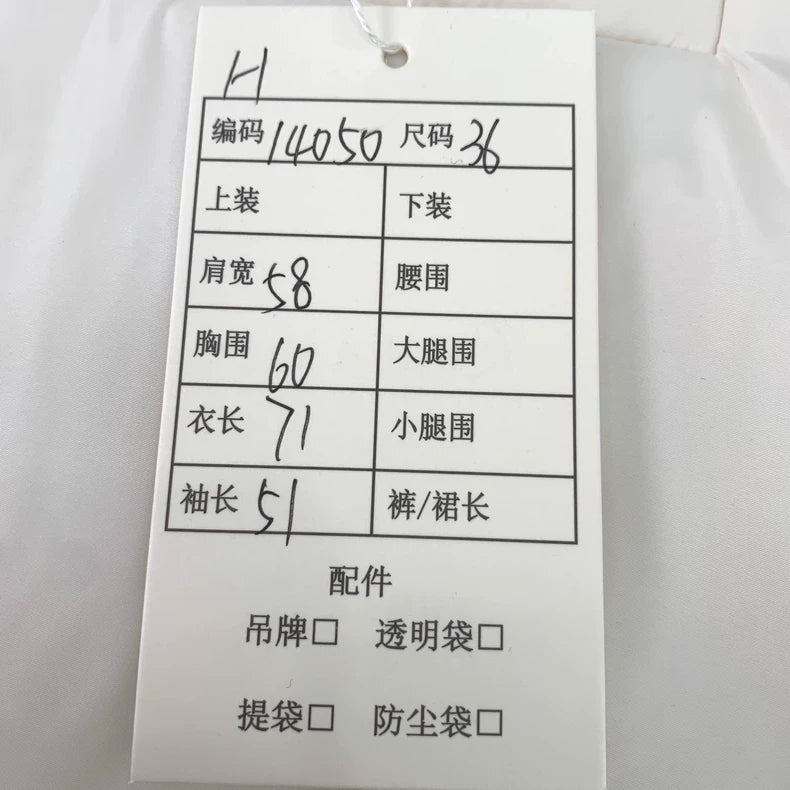 H
编码 14050 尺码 36
上装 下装
肩宽 58 腰围
胸围 60 大腿围
衣长 71 小腿围
袖长 51 裤/裙长
配件
吊牌□ 透明袋□
提袋□ 防尘袋□